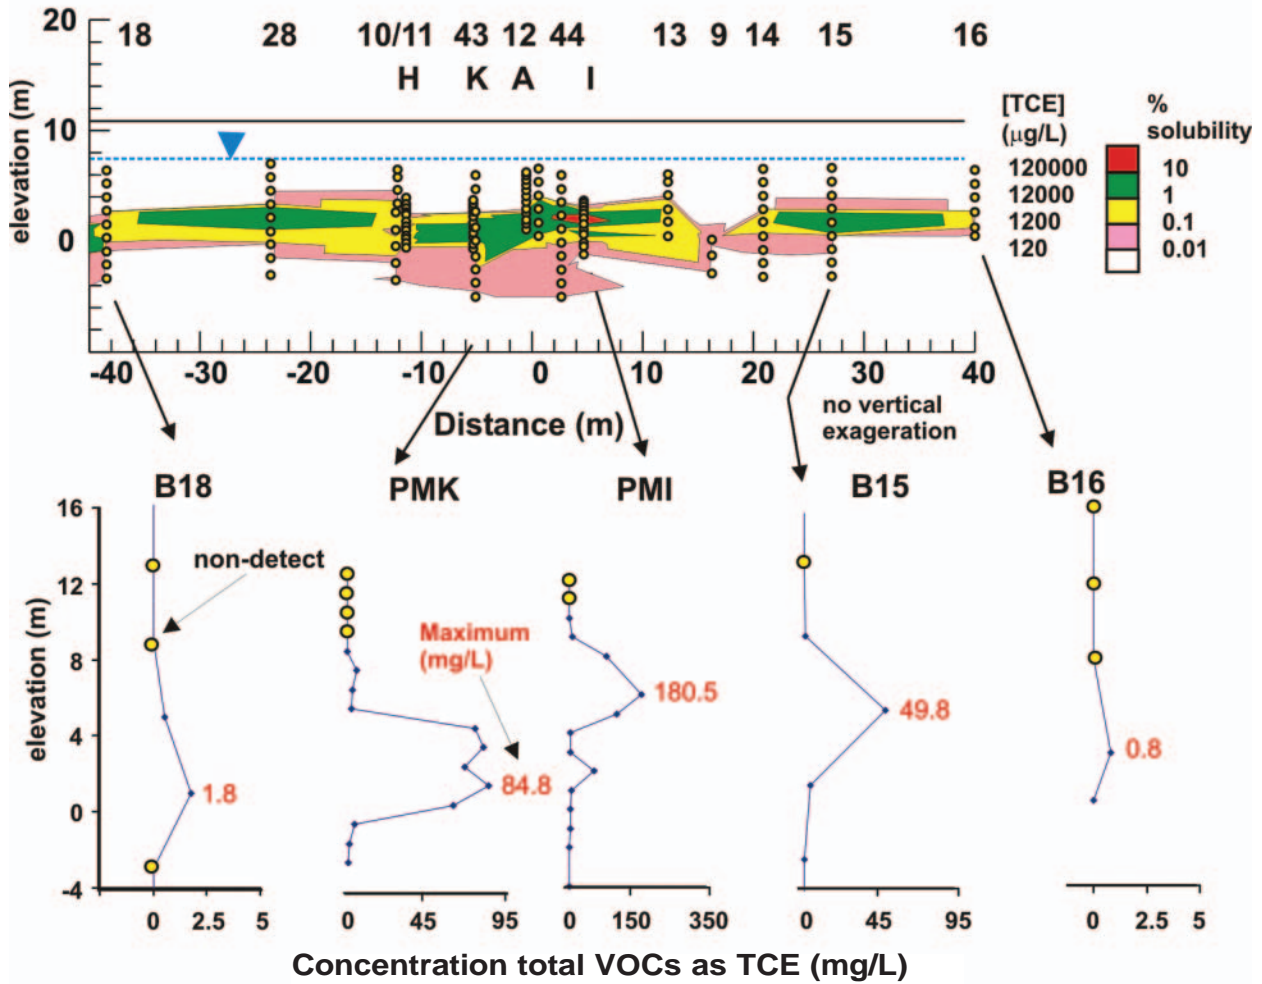 20
18 28 10/11 43 12 44 13 9 14 15 16
H K A I
elevation (m)
10
0
[TCE] %
(μg/L) solubility
120000 10
12000 1
1200 0.1
120 0.01
-40 -30 -20 -10 0 10 20 30 40
Distance (m)
no vertical
exageration
B18 PMK PMI B15 B16
16
non-detect
12
elevation (m)
Maximum
(mg/L)
8
180.5
49.8
4
0.8
84.8
1.8
0
-4
0 2.5 5 0 45 95 0 150 350 0 45 95 0 2.5 5
Concentration total VOCs as TCE (mg/L)